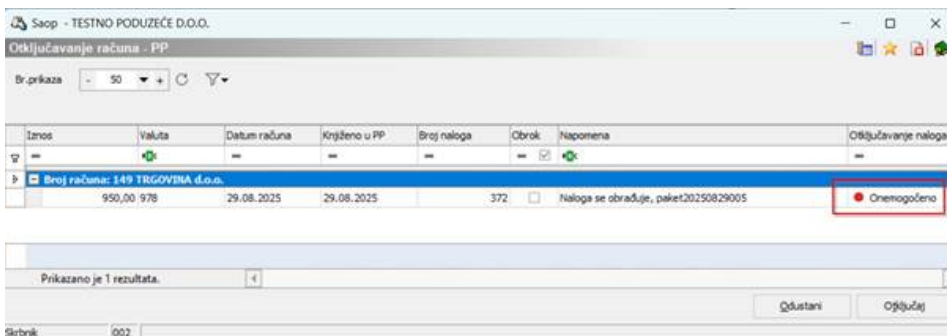 Saop - TESTNO PODUZEĆE D.O.O.
Otključavanje računa - PP
Br.prikaza - 50 +
Iznos Valuta Datum računa Knjiženo u PP Broj naloga Obrok Napomena Otključavanje naloga
Broj računa: 149 TRGOVINA d.o.o.
950,00 978 29.08.2025 29.08.2025 372 Naloga se obrađuje, paket20250829005 Onemogočeno
Prikazano je 1 rezultata.
Odustani Otključaj
Skrbnik 002